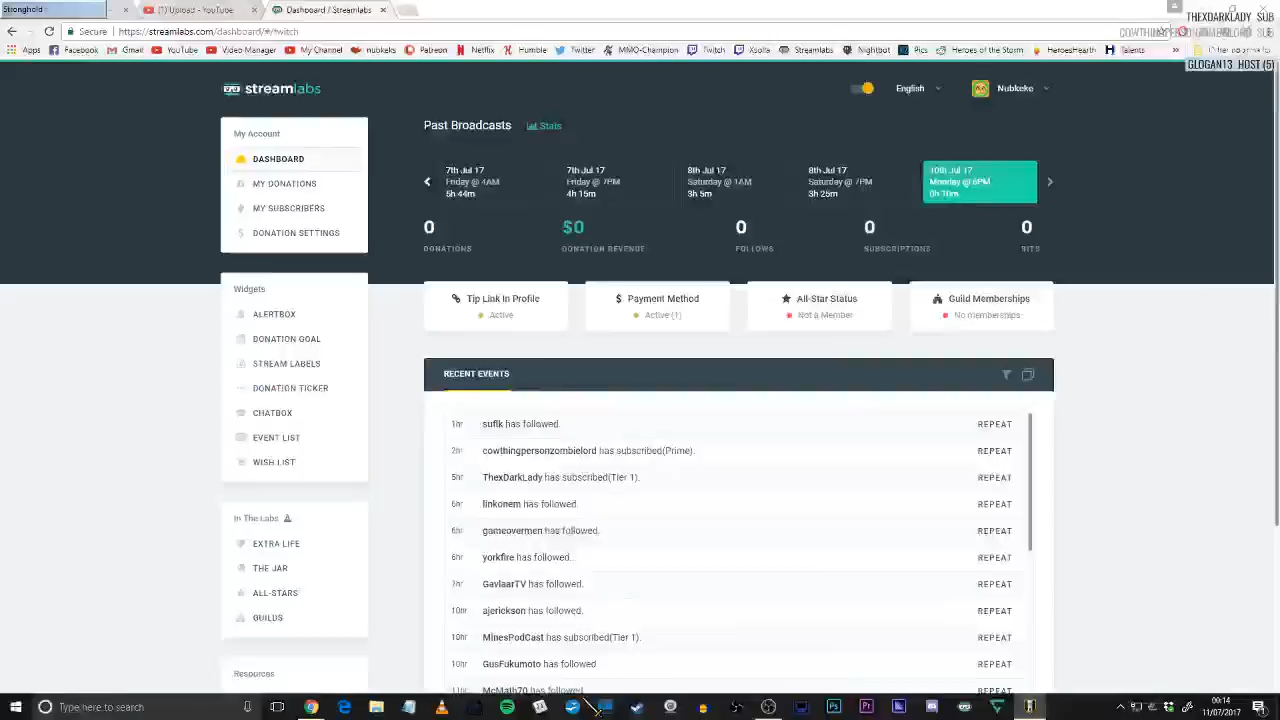 Stronghold
(1) Upload - YouTube
Dashboard / Streamlabs
THEXDARKLADY SUB
Secure
https://streamlabs.com/dashboard/#/twitch
Apps Facebook Gmail YouTube Video-Manager My Channel nubkeks Patreon Netflix Humble Twitter MMO-Champion Twitch Xsolla Streamlabs Nightbot Pics Heroes of the Storm HeroesHearth Talents
GLOGAN13 HOST (5)
streamlabs
English
Nubkeke
My Account
DASHBOARD
MY DONATIONS
MY SUBSCRIBERS
DONATION SETTINGS
Past Broadcasts
Stats
7th Jul 17
Friday @ 4AM
5h 44m
7th Jul 17
Friday @ 7PM
4h 15m
8th Jul 17
Saturday @ 1AM
3h 5m
8th Jul 17
Saturday @ 7PM
3h 25m
10th Jul 17
Monday @ 6PM
0h 10m
0
DONATIONS
$0
DONATION REVENUE
0
FOLLOWS
0
SUBSCRIPTIONS
0
BITS
Widgets
ALERTBOX
DONATION GOAL
STREAM LABELS
DONATION TICKER
CHATBOX
EVENT LIST
WISH LIST
Tip Link In Profile
Active
Payment Method
Active (1)
All-Star Status
Not a Member
Guild Memberships
No memberships
RECENT EVENTS
1hr suflk has followed. REPEAT
2hr cowthingpersonzombielord has subscribed(Prime). REPEAT
5hr ThexDarkLady has subscribed(Tier 1). REPEAT
6hr linkonem has followed. REPEAT
6hr gameovermen has followed. REPEAT
6hr yorkfire has followed. REPEAT
7hr GavlaarTV has followed. REPEAT
10hr ajerickson has followed. REPEAT
10hr MinesPodCast has subscribed(Tier 1). REPEAT
10hr GusFukumoto has followed REPEAT
11hr McMath70 has followed REPEAT
In The Labs
EXTRA LIFE
THE JAR
ALL-STARS
GUILDS
Resources
Type here to search
00:14
11/07/2017